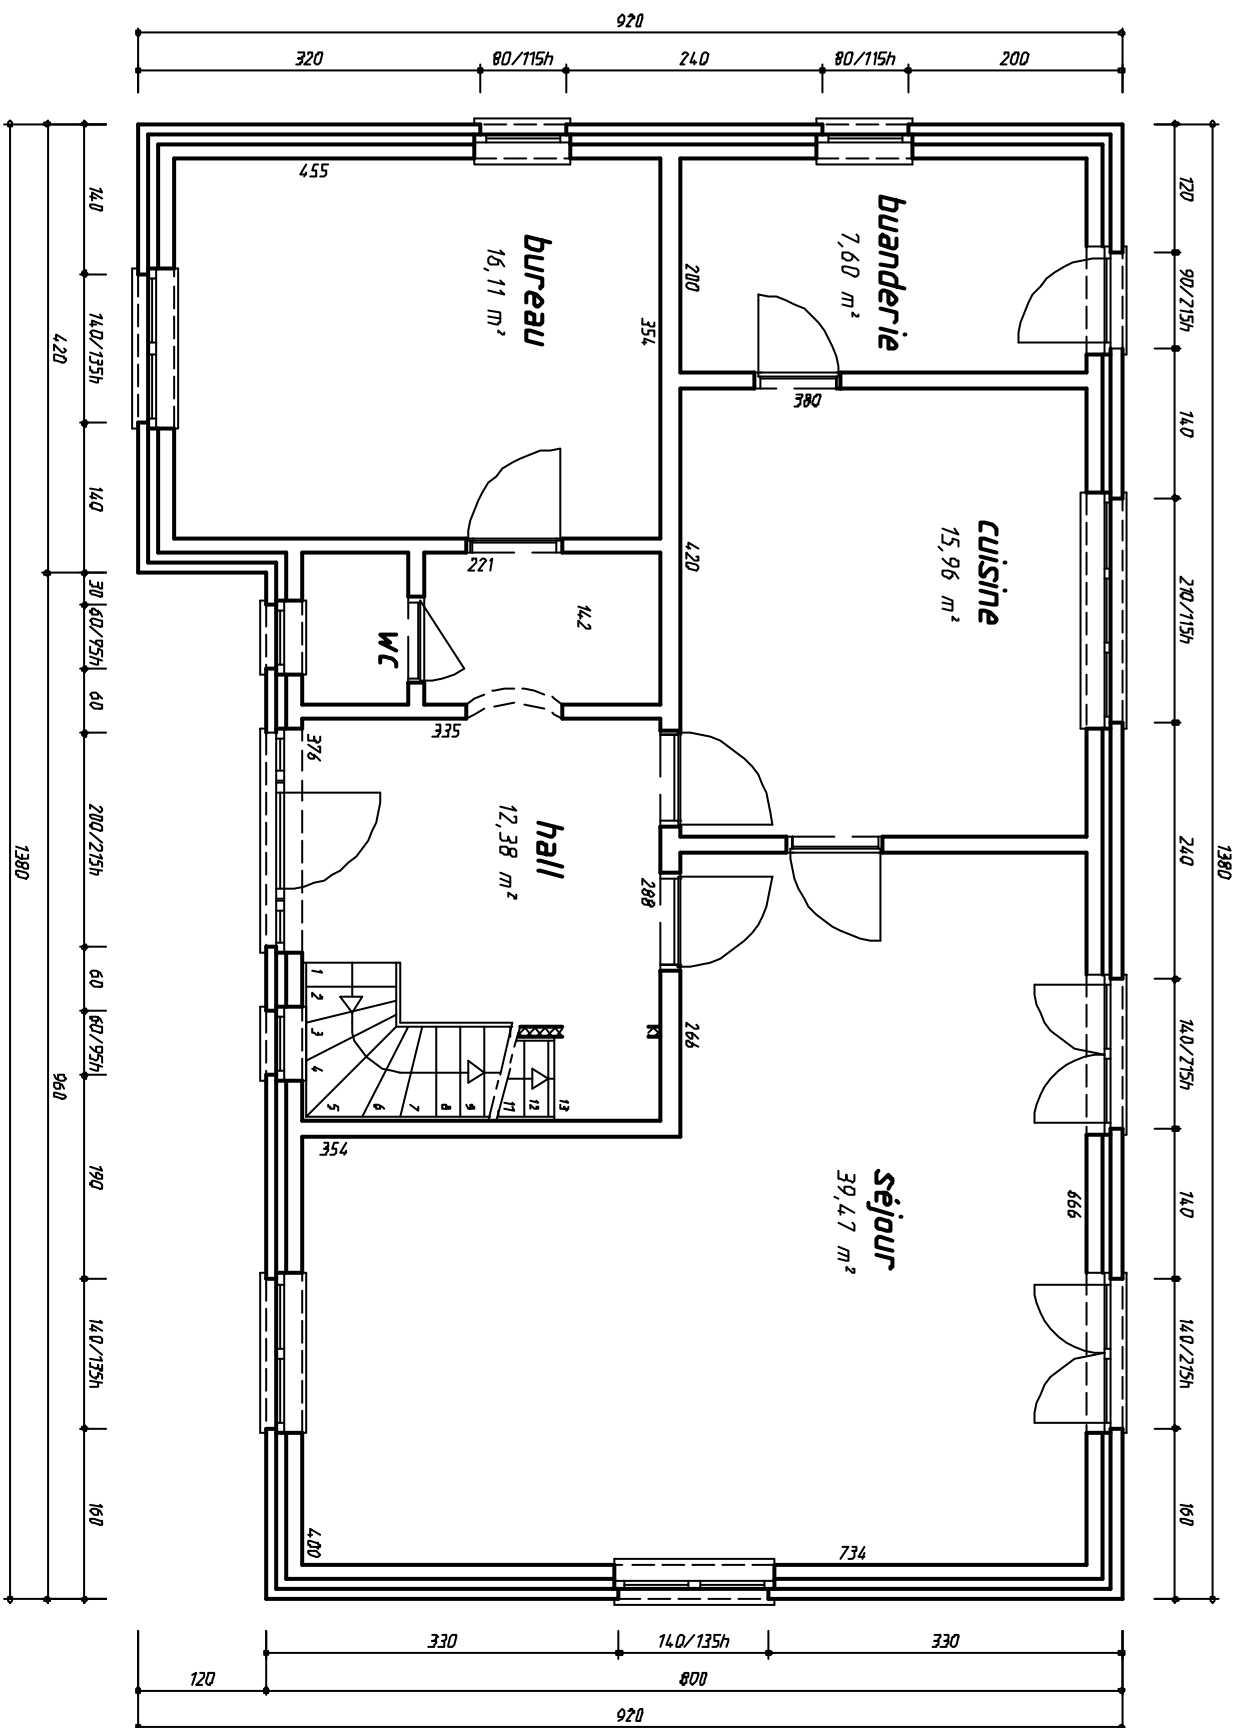 920
320
80/115h
240
80/115h
200
140
140/135h
140
420
30
60/95h
60
200/215h
60
60/95h
190
140/135h
160
960
1380
120
90/215h
140
210/115h
240
140/215h
140
140/215h
160
1380
455
bureau
16,11 m²
354
buanderie
7,60 m²
200
380
cuisine
15,96 m²
420
221
142
WC
335
376
hall
12,38 m²
288
266
1
2
3
4
5
6
7
8
9
11
12
13
354
séjour
39,47 m²
666
400
734
330
140/135h
330
120
800
920